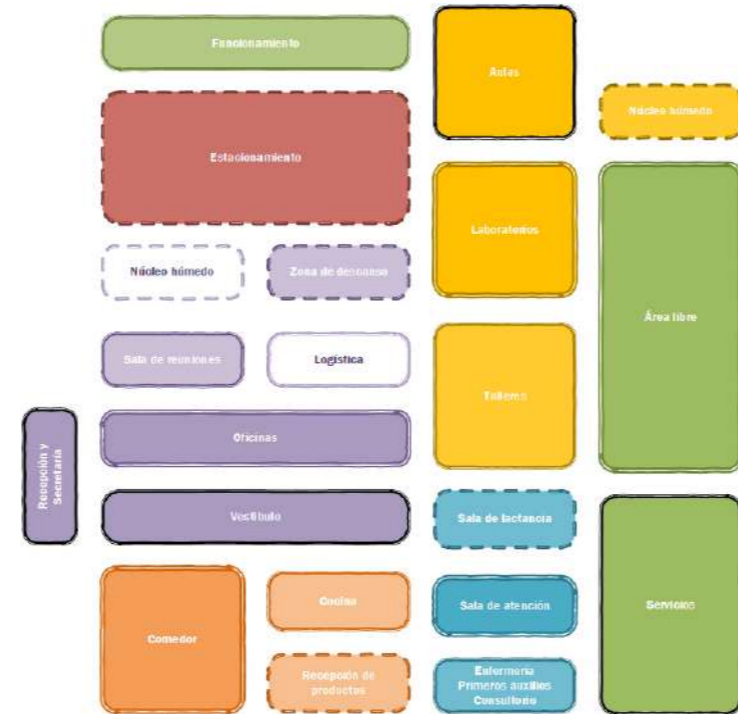 Funcionamiento
Aulas
Núcleo húmedo
Estacionamiento
Laboratorios
Área libre
Núcleo húmedo
Zona de descanso
Sala de reuniones
Logística
Talleres
Recepción y
Secretaría
Oficinas
Vestíbulo
Sala de lactancia
Servicios
Comedor
Cocina
Sala de atención
Recepción de
productos
Enfermería
Primeros auxilios
Consultorio